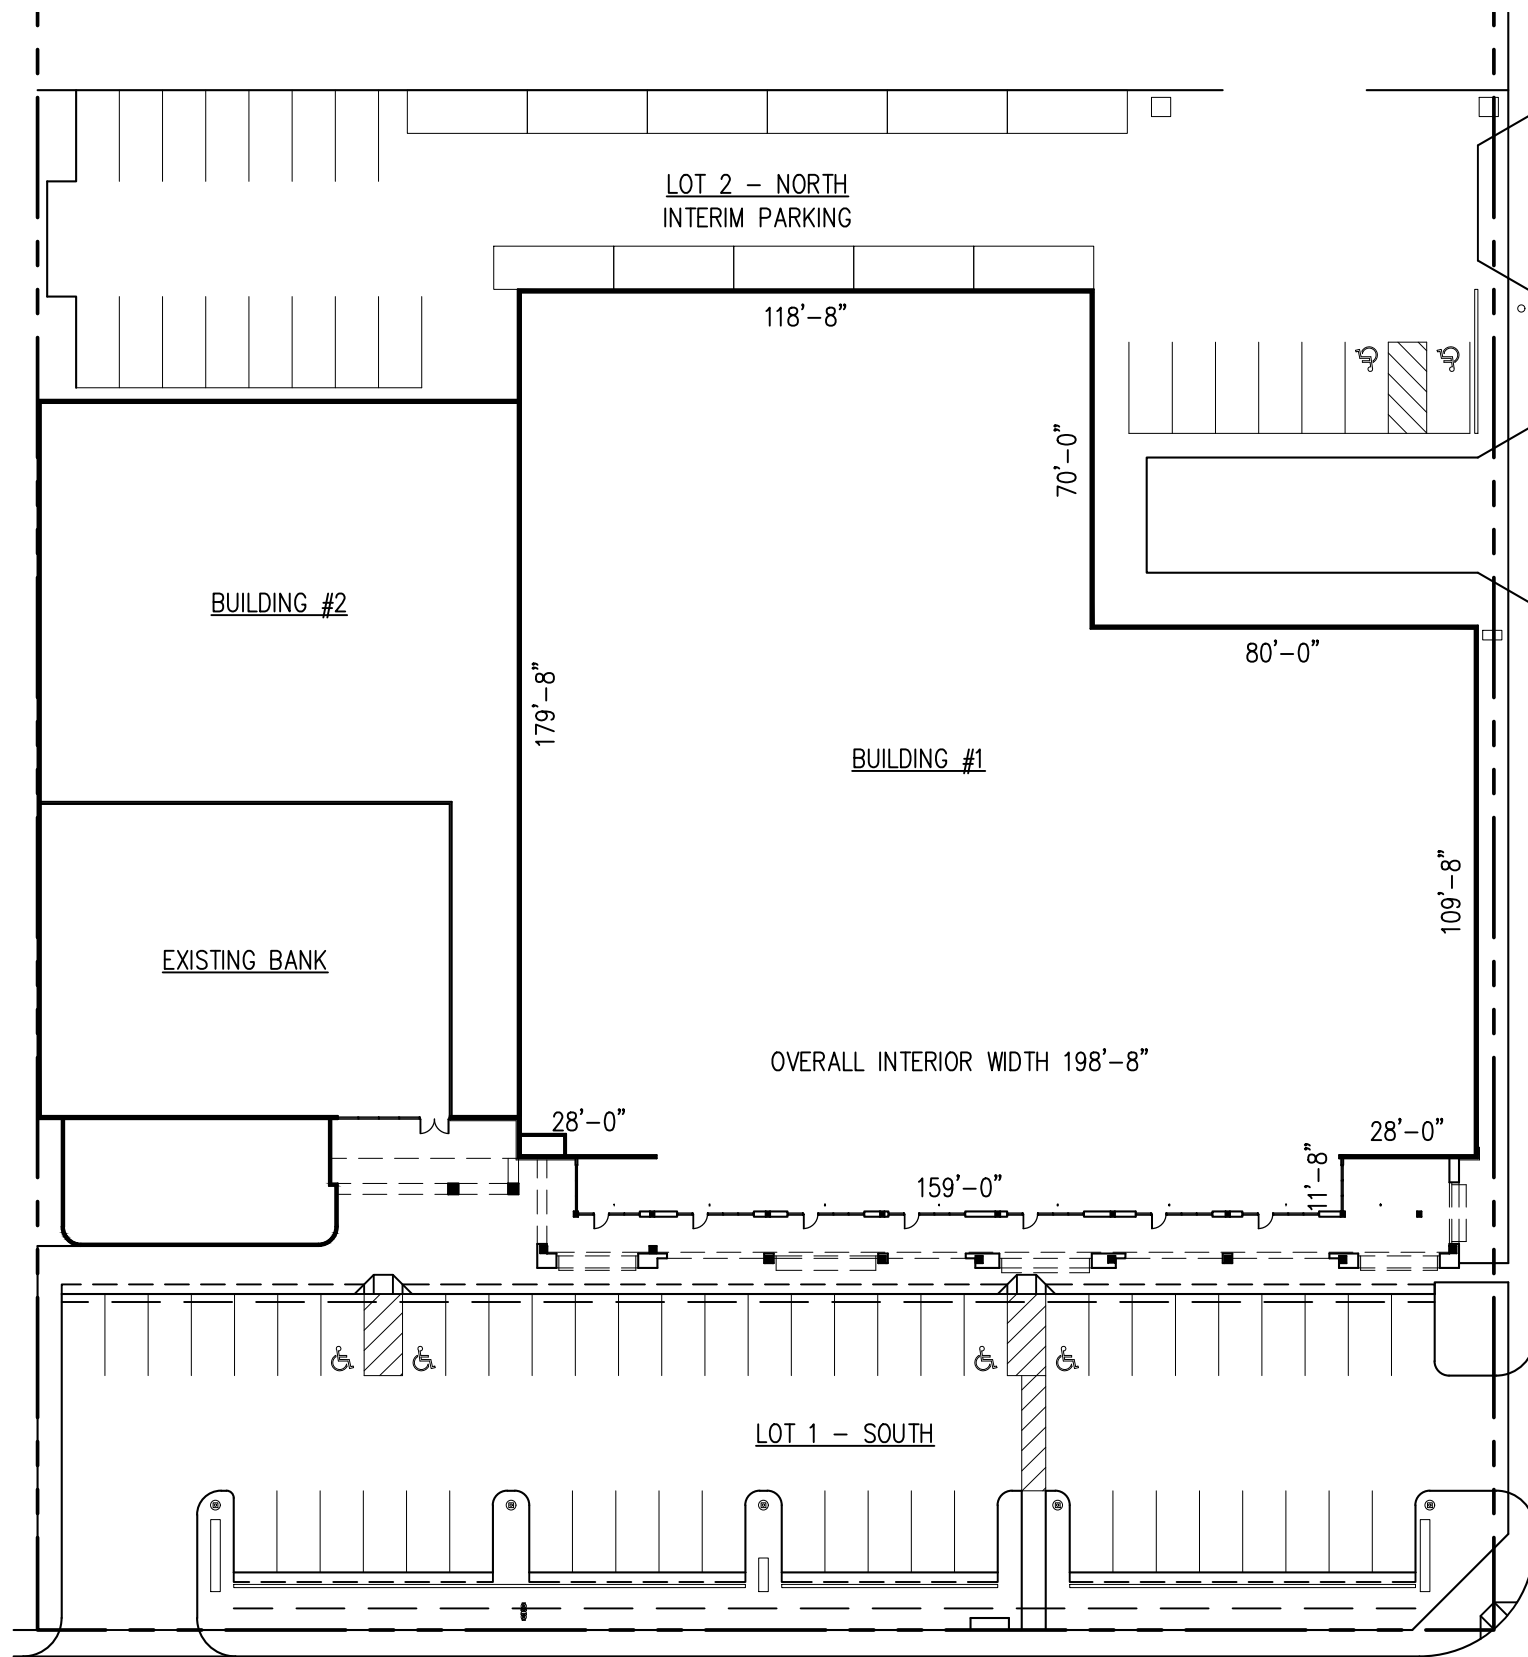 LOT 2 – NORTH
INTERIM PARKING
118'–8"
70'–0"
BUILDING #2
80'–0"
179'–8"
BUILDING #1
109'–8"
EXISTING BANK
OVERALL INTERIOR WIDTH 198'–8"
28'–0"
28'–0"
11'–8"
159'–0"
LOT 1 – SOUTH